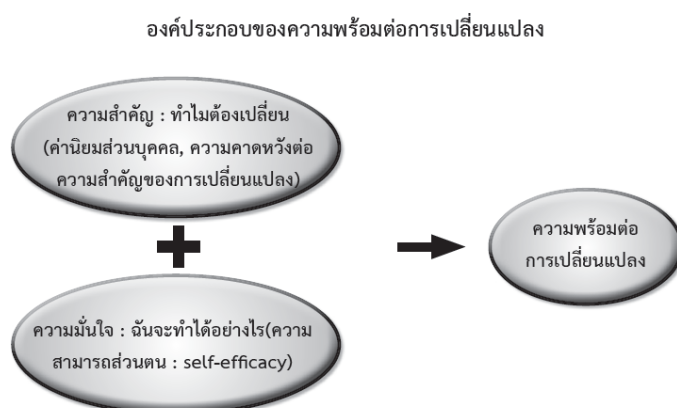 องค์ประกอบของความพร้อมต่อการเปลี่ยนแปลง
ความสำคัญ : ทำไมต้องเปลี่ยน
(ค่านิยมส่วนบุคคล, ความคาดหวังต่อ
ความสำคัญของการเปลี่ยนแปลง)
ความมั่นใจ : ฉันจะทำได้อย่างไร(ความ
สามารถส่วนตน : self-efficacy)
ความพร้อมต่อ
การเปลี่ยนแปลง